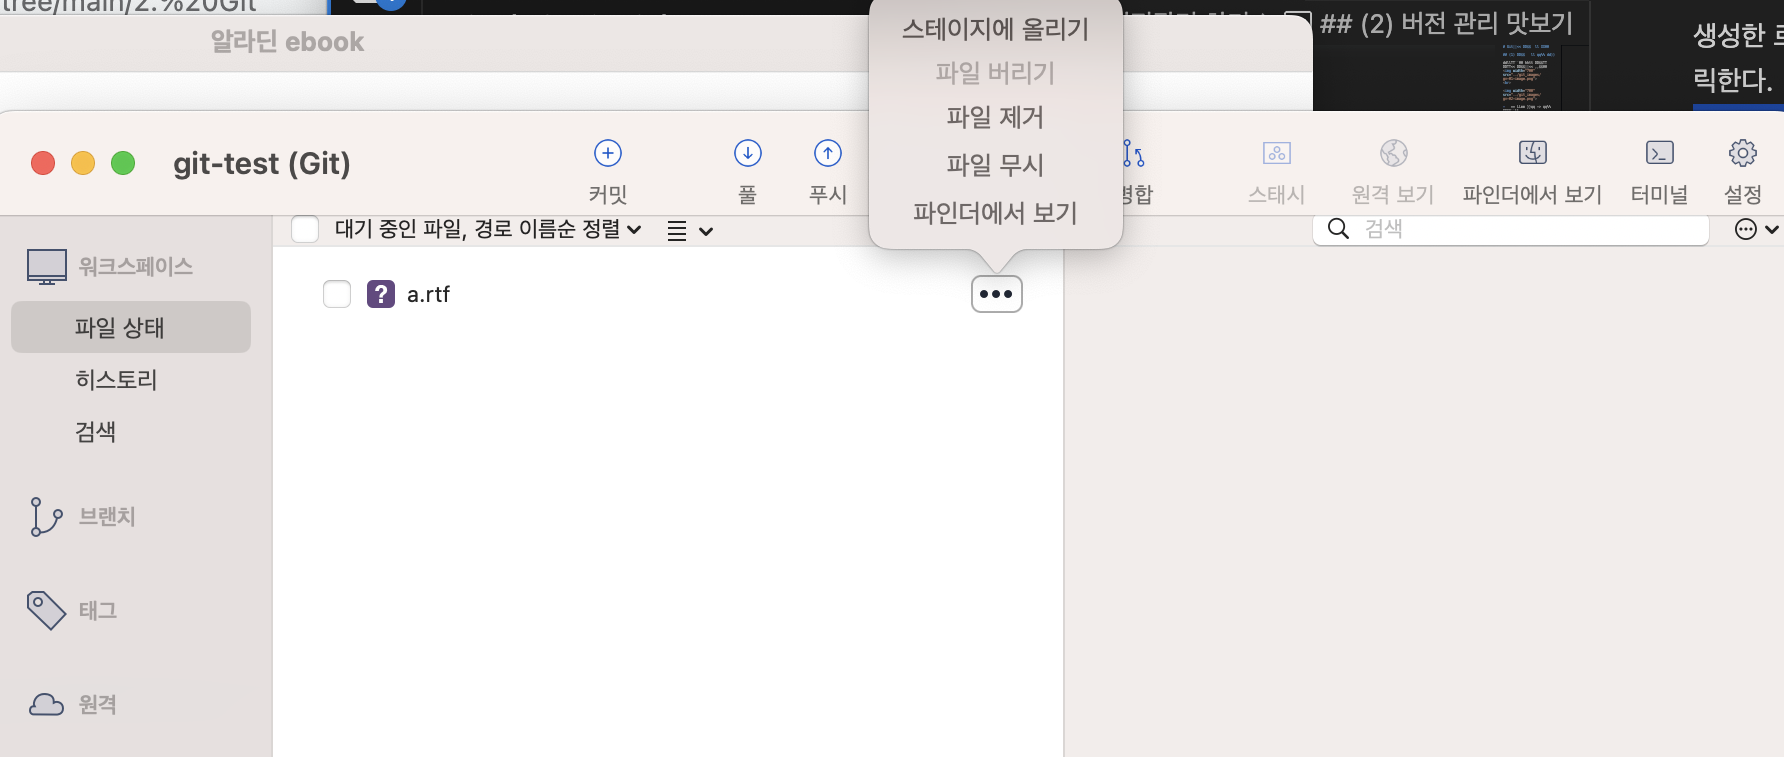 tree/main/2.%20Git
알라딘 ebook
## (2) 버전 관리 맛보기
생성한
릭한다.
스테이지에 올리기
파일 버리기
파일 제거
파일 무시
파인더에서 보기
git-test (Git)
커밋
풀
푸시
병합
스태시
원격 보기
파인더에서 보기
터미널
설정
대기 중인 파일, 경로 이름순 정렬
검색
워크스페이스
파일 상태
히스토리
검색
브랜치
태그
원격
? a.rtf